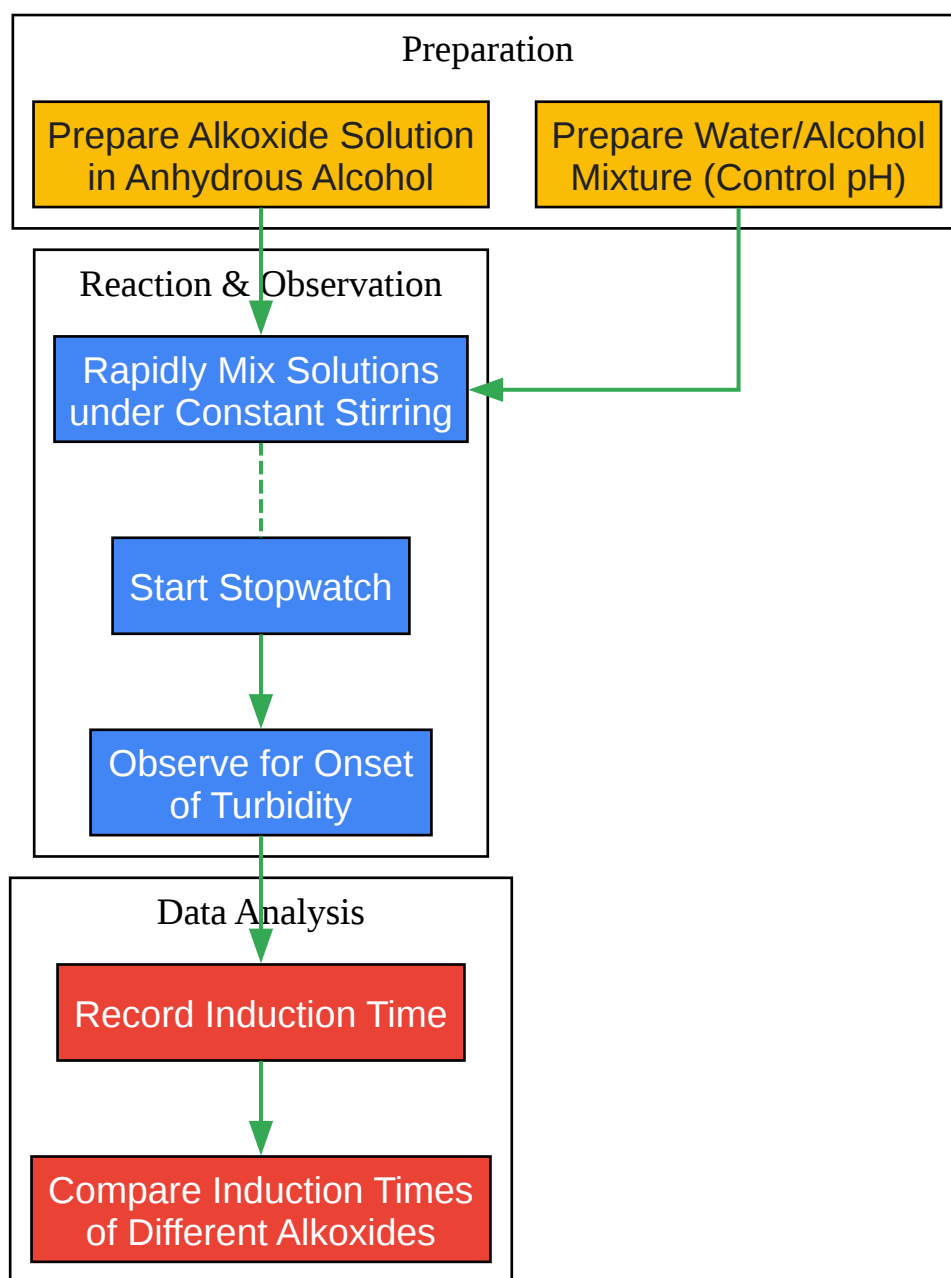 Preparation
Prepare Alkoxide Solution
in Anhydrous Alcohol
Prepare Water/Alcohol
Mixture (Control pH)
Reaction & Observation
Rapidly Mix Solutions
under Constant Stirring
Start Stopwatch
Observe for Onset
of Turbidity
Data Analysis
Record Induction Time
Compare Induction Times
of Different Alkoxides